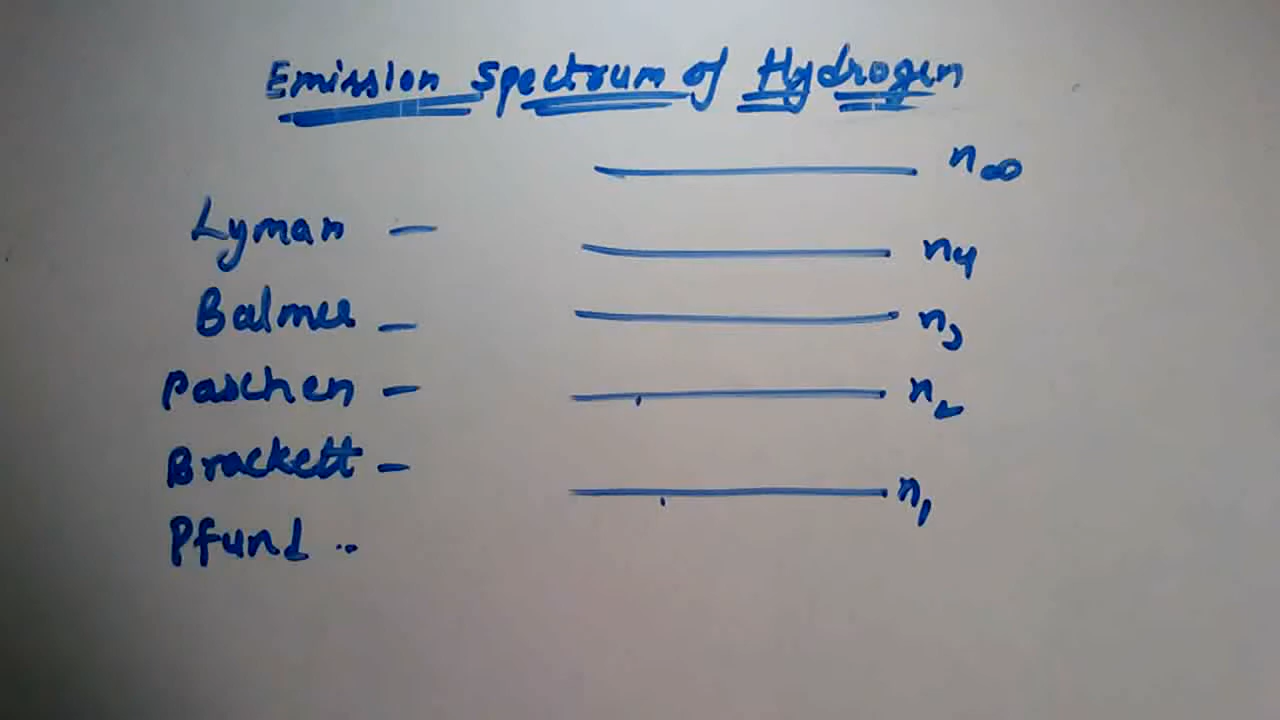 Emission Spectrum of Hydrogen
n∞
Lyman –
n4
Balmer –
n3
Paschen –
n2
Brackett –
n1
Pfund ..